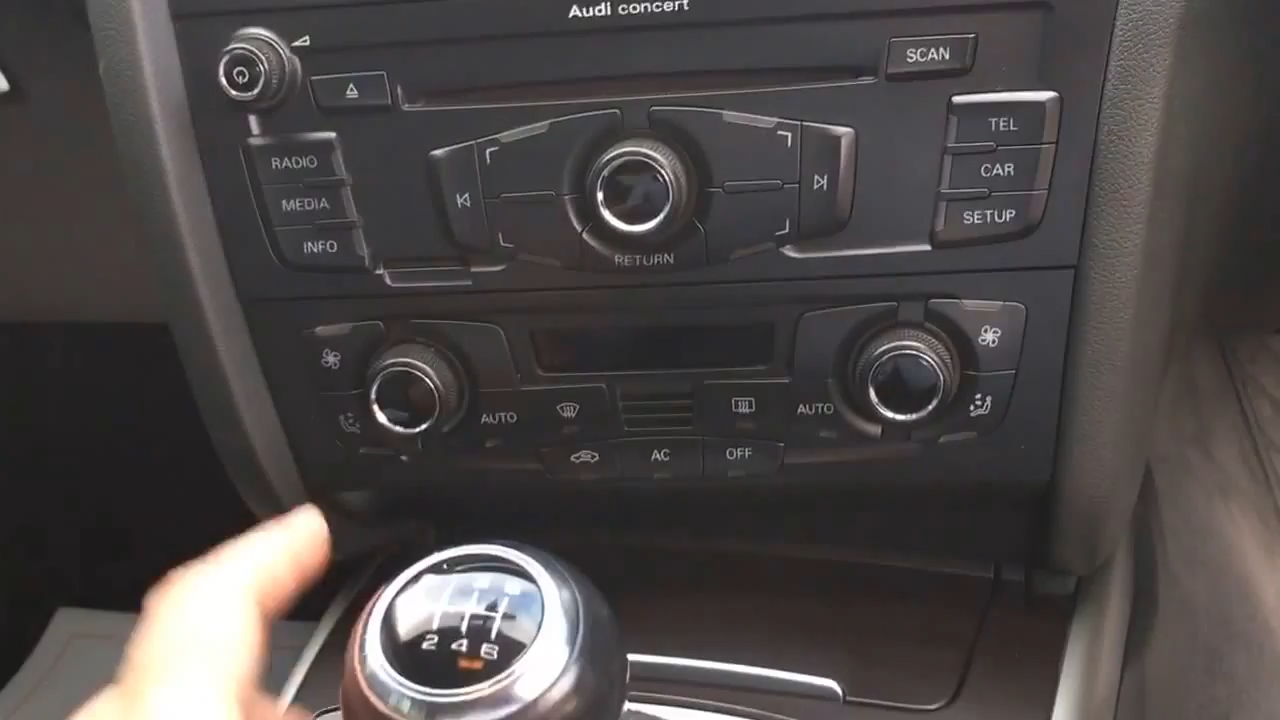 Audi concert
SCAN
RADIO
MEDIA
INFO
RETURN
TEL
CAR
SETUP
AUTO
AUTO
AC
OFF
2 4 6